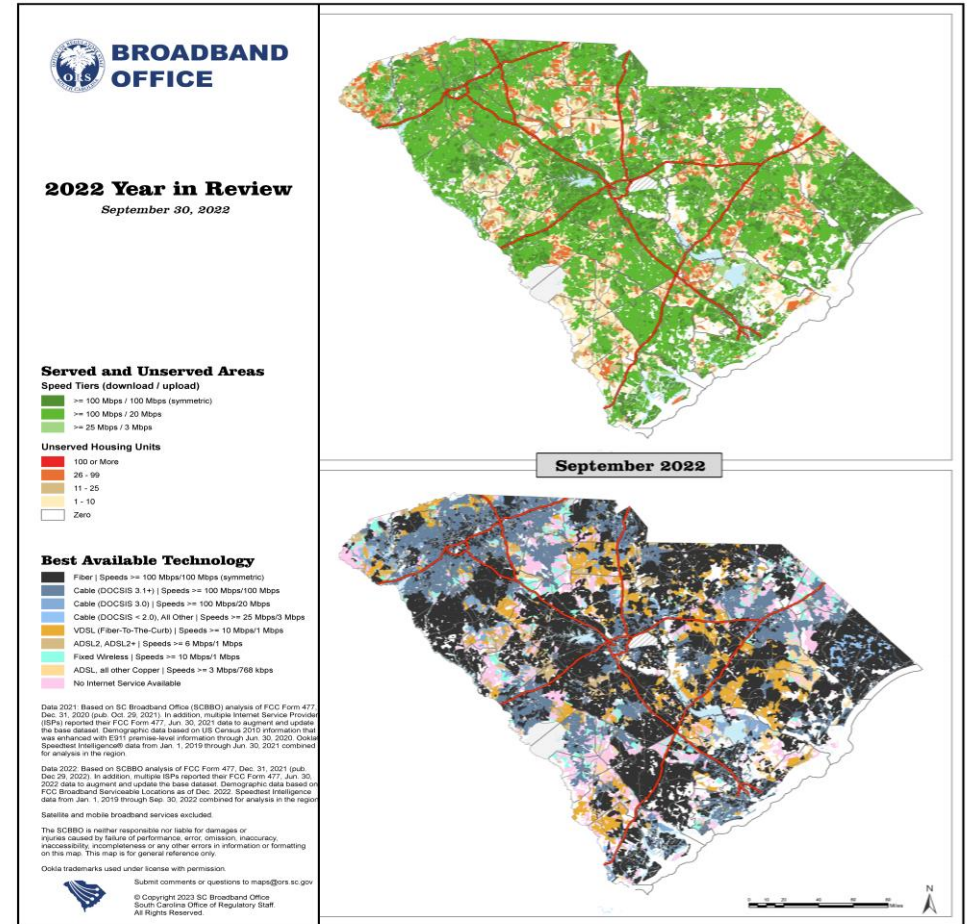 BROADBAND
OFFICE
ORS
2022 Year in Review
September 30, 2022
Served and Unserved Areas
Speed Tiers (download / upload)
>= 100 Mbps / 100 Mbps (symmetric)
>= 100 Mbps / 20 Mbps
>= 25 Mbps / 3 Mbps
Unserved Housing Units
100 or More
26 - 99
11 - 25
1 - 10
Zero
Best Available Technology
Fiber | Speeds >= 100 Mbps/100 Mbps (symmetric)
Cable (DOCSIS 3.1+) | Speeds >= 100 Mbps/100 Mbps
Cable (DOCSIS 3.0) | Speeds >= 100 Mbps/20 Mbps
Cable (DOCSIS < 2.0), All Other | Speeds >= 25 Mbps/3 Mbps
VDSL (Fiber-To-The-Curb) | Speeds >= 10 Mbps/1 Mbps
ADSL2, ADSL2+ | Speeds >= 6 Mbps/1 Mbps
Fixed Wireless | Speeds >= 10 Mbps/1 Mbps
ADSL, all other Copper | Speeds >= 3 Mbps/768 kbps
No Internet Service Available
Data 2021: Based on SC Broadband Office (SCBBO) analysis of FCC Form 477,
Dec. 31, 2020 (pub. Oct. 29, 2021). In addition, multiple Internet Service Provider
(ISPs) reported their FCC Form 477, Jun. 30, 2021 data to augment and update
the base dataset. Demographic data based on US Census 2010 information that
was enhanced with E911 premise-level information through Jun. 30, 2020. Ookla
Speedtest Intelligence® data from Jan. 1, 2019 through Jun. 30, 2021 combined
for analysis in the region.
Data 2022: Based on SCBBO analysis of FCC Form 477, Dec. 31, 2021 (pub.
Dec 29, 2022). In addition, multiple ISPs reported their FCC Form 477, Jun. 30,
2022 data to augment and update the base dataset. Demographic data based on
FCC Broadband Serviceable Locations as of Dec. 2022. Speedtest Intelligence
data from Jan. 1, 2019 through Sep. 30, 2022 combined for analysis in the region
Satellite and mobile broadband services excluded.
The SCBBO is neither responsible nor liable for damages or
injuries caused by failure of performance, error, omission, inaccuracy,
inaccessibility, incompleteness or any other errors in information or formatting
on this map. This map is for general reference only.
Ookla trademarks used under license with permission.
Submit comments or questions to maps@ors.sc.gov
© Copyright 2023 SC Broadband Office
South Carolina Office of Regulatory Staff.
All Rights Reserved.
September 2022
N
Miles